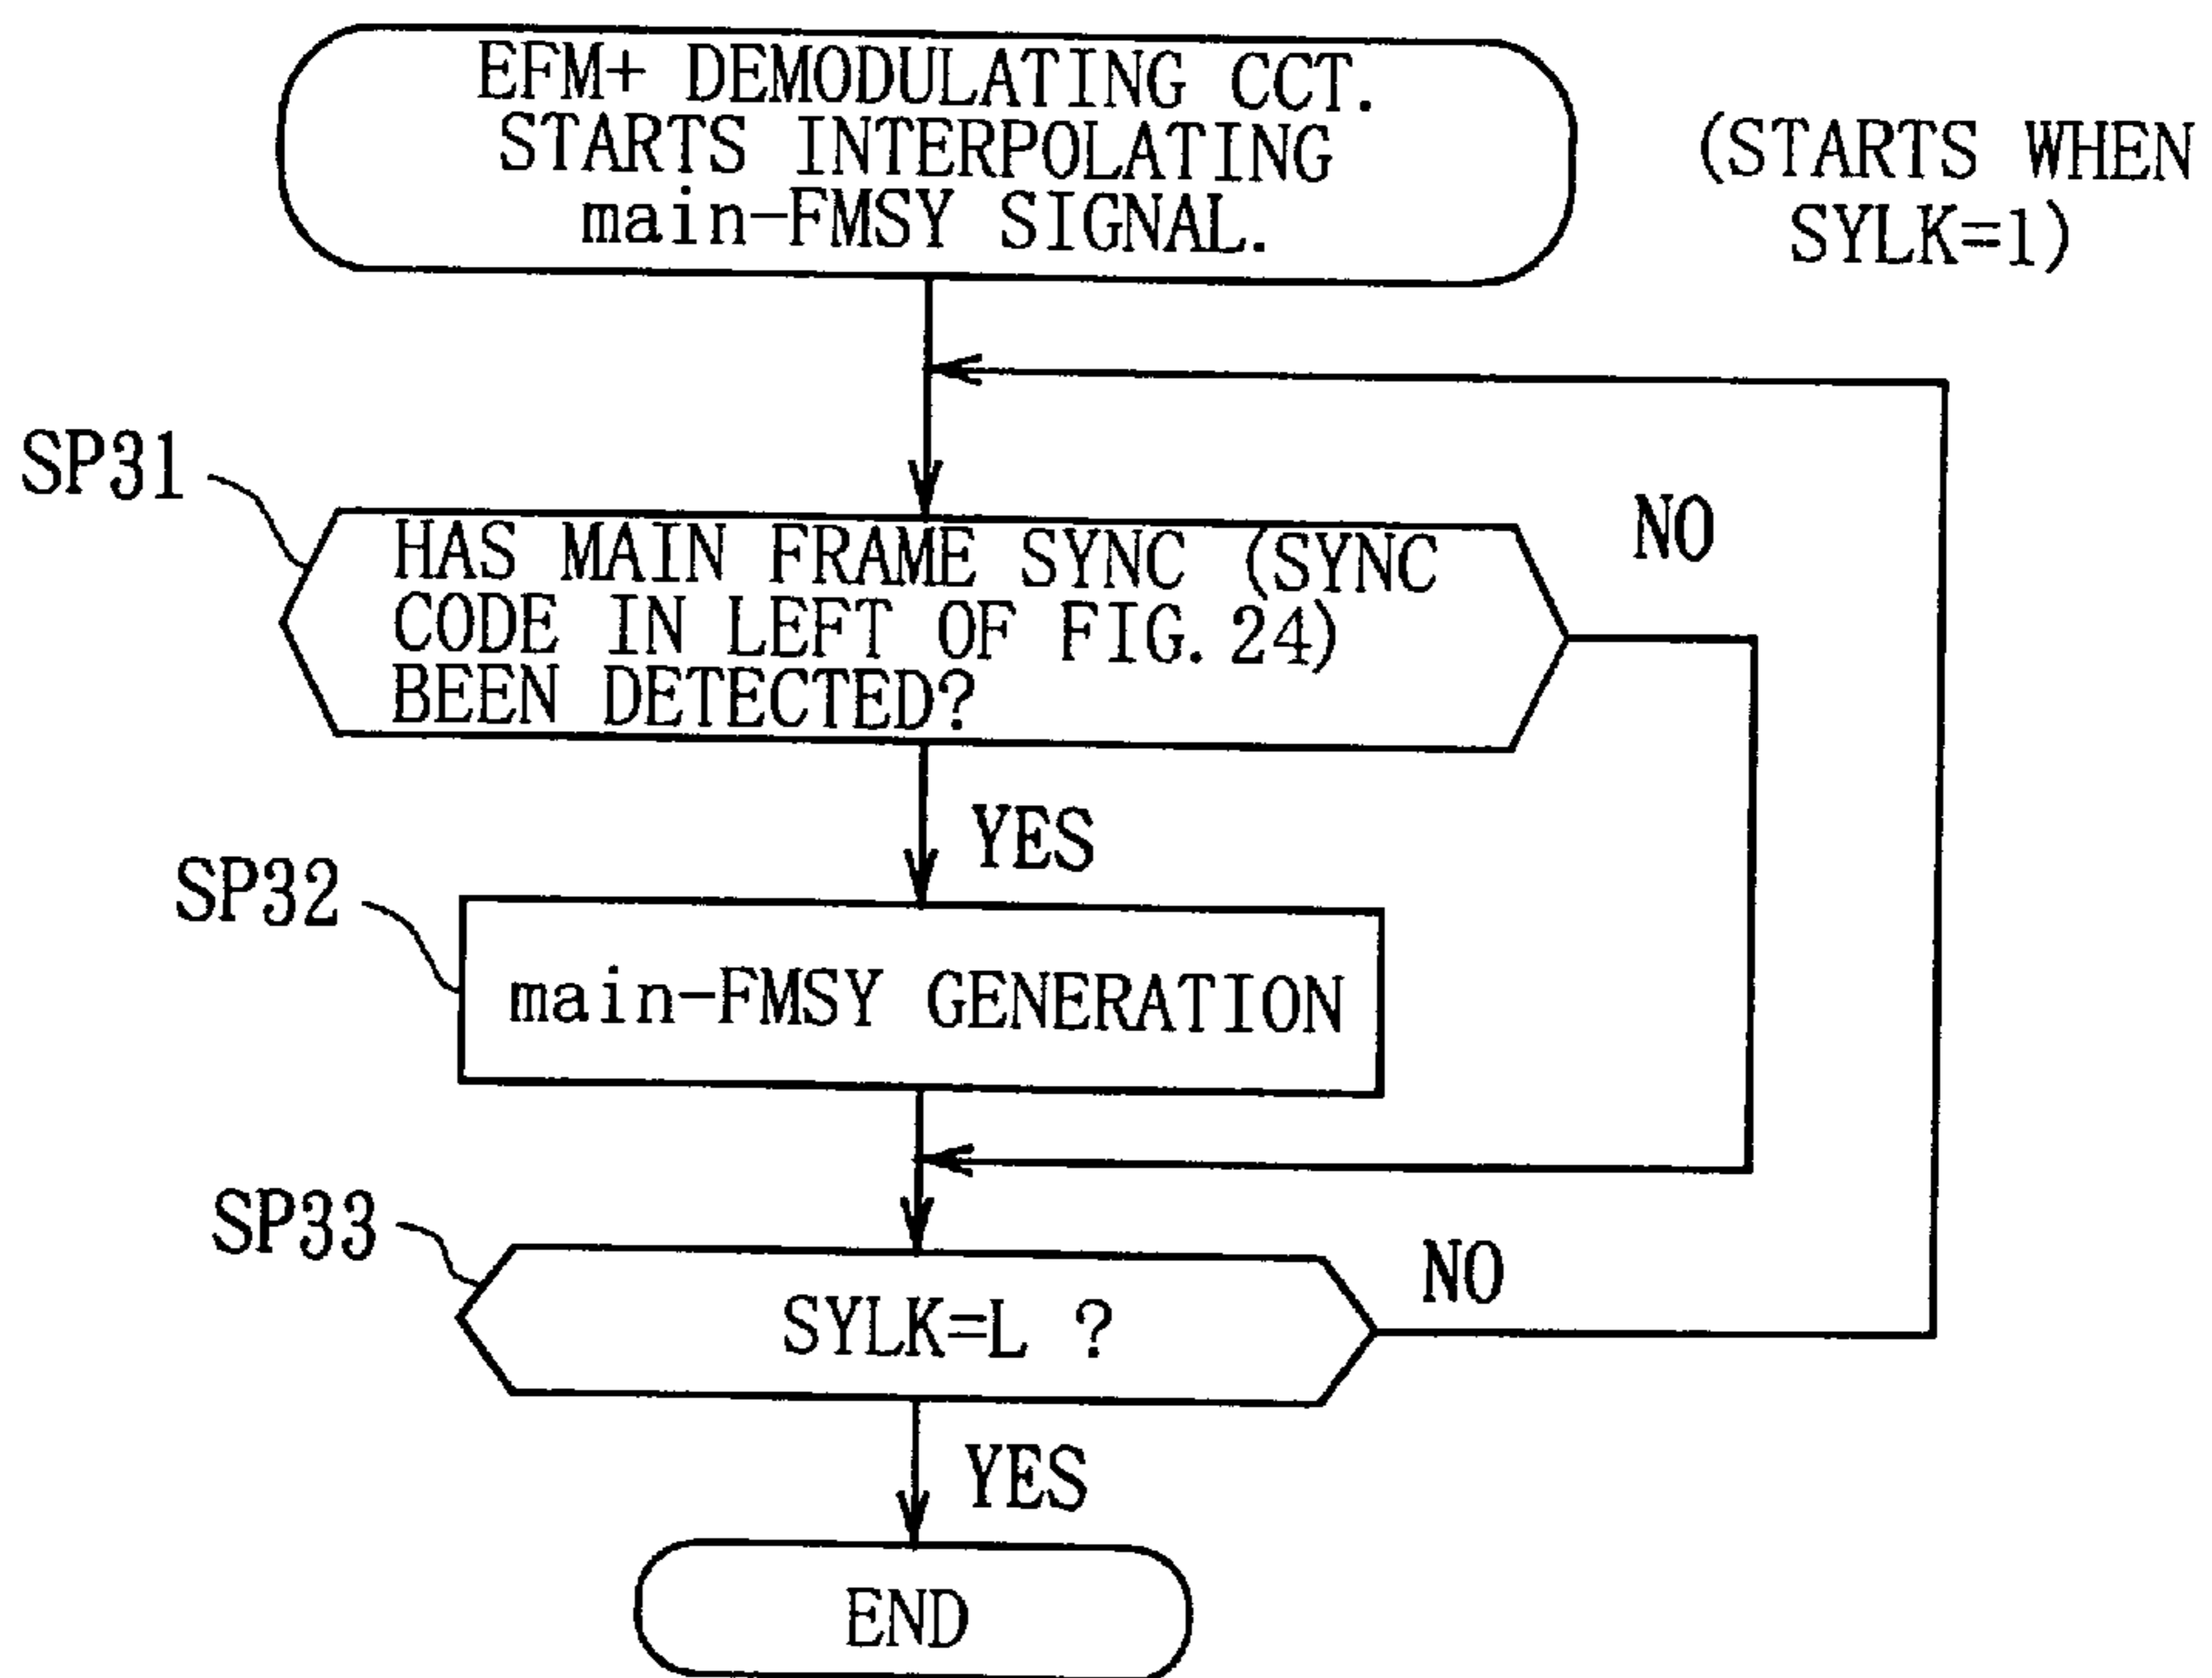 EFM+ DEMODULATING CCT.
STARTS INTERPOLATING
main-FMSY SIGNAL.
(STARTS WHEN
SYLK=1)
SP31
HAS MAIN FRAME SYNC (SYNC
CODE IN LEFT OF FIG. 24)
BEEN DETECTED?
NO
YES
SP32
main-FMSY GENERATION
SP33
SYLK=L ?
NO
YES
END